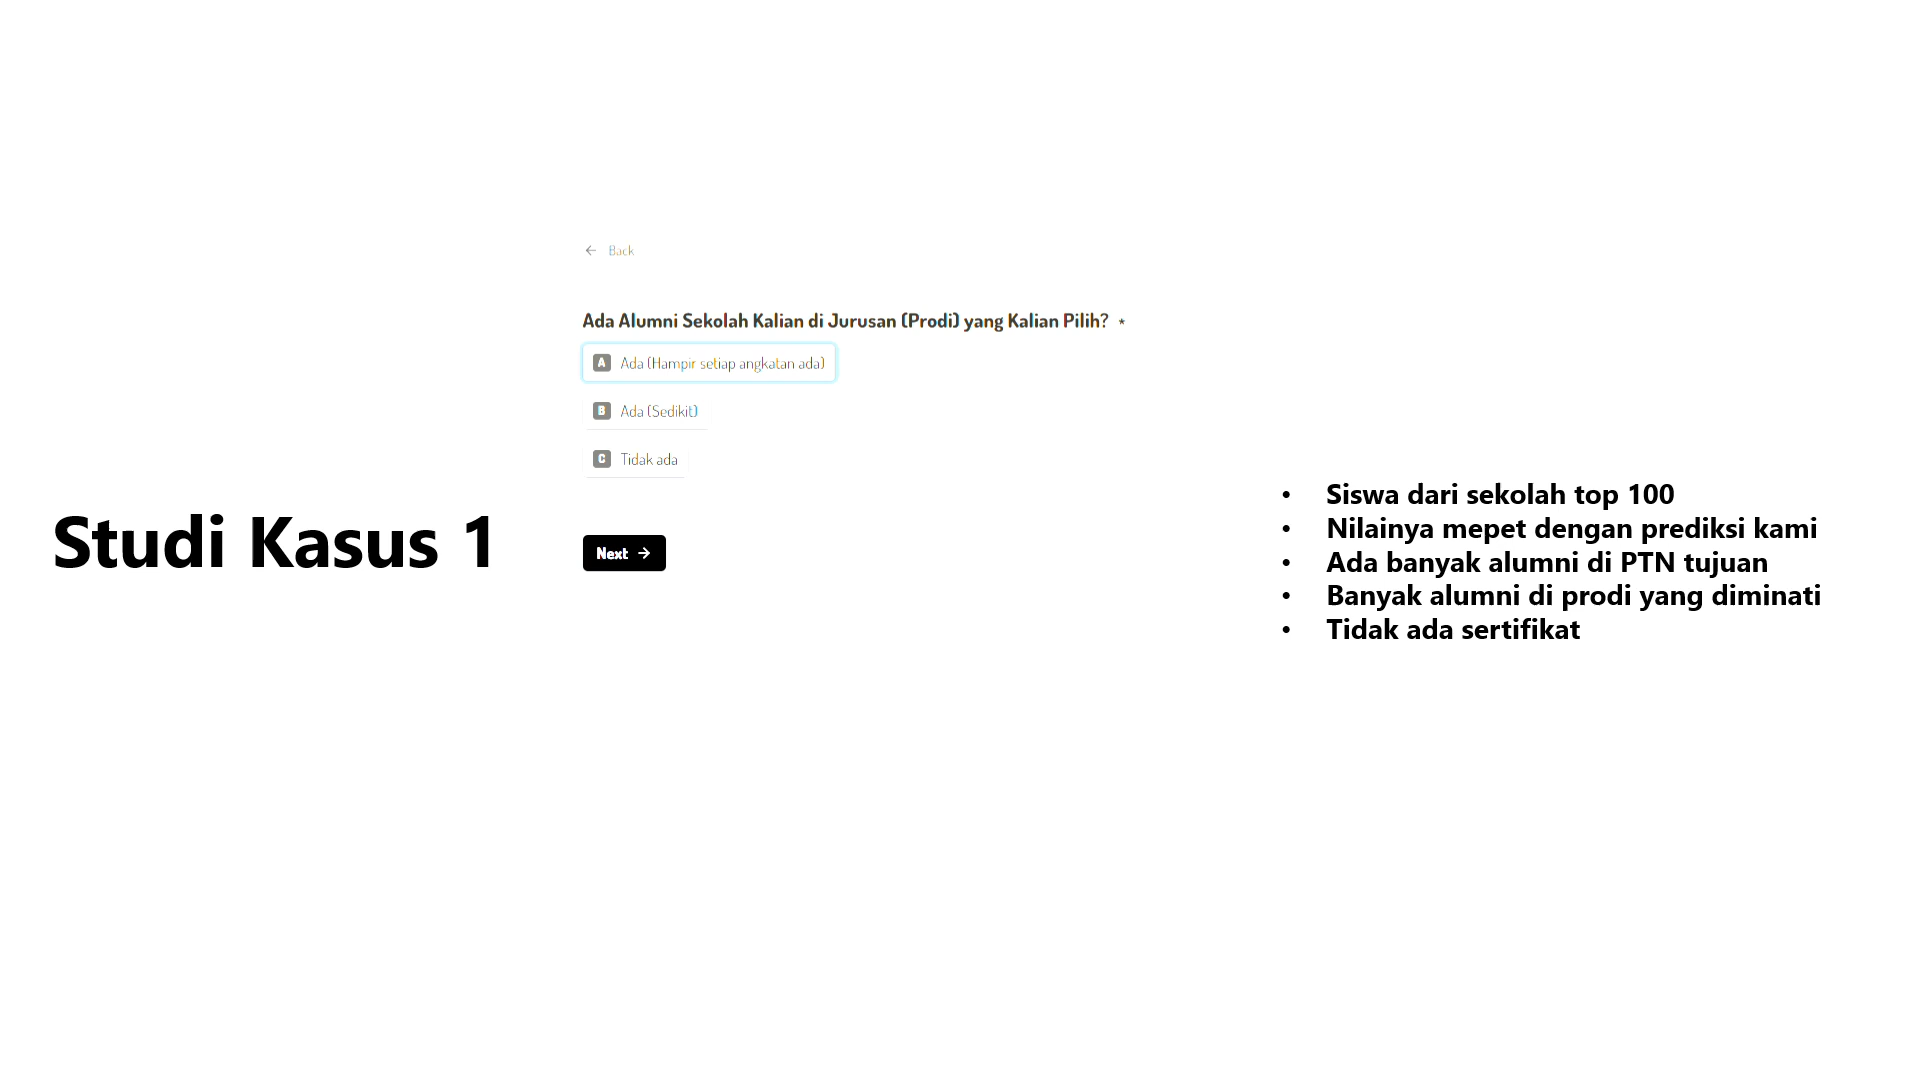 Studi Kasus 1
← Back
Ada Alumni Sekolah Kalian di Jurusan (Prodi) yang Kalian Pilih? *
A Ada (Hampir setiap angkatan ada)
B Ada (Sedikit)
C Tidak ada
Next →
• Siswa dari sekolah top 100
• Nilainya mepet dengan prediksi kami
• Ada banyak alumni di PTN tujuan
• Banyak alumni di prodi yang diminati
• Tidak ada sertifikat